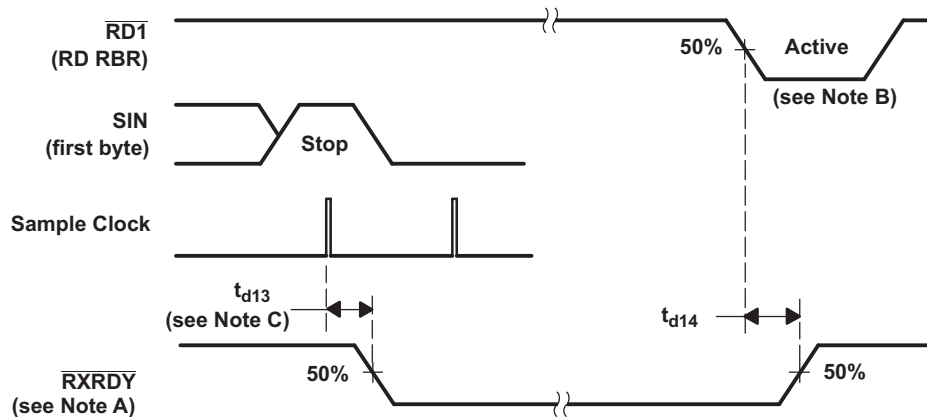 RD1
(RD RBR)
50%
Active
(see Note B)
SIN
(first byte)
Stop
Sample Clock
td13
(see Note C)
td14
RXRDY
(see Note A)
50%
50%